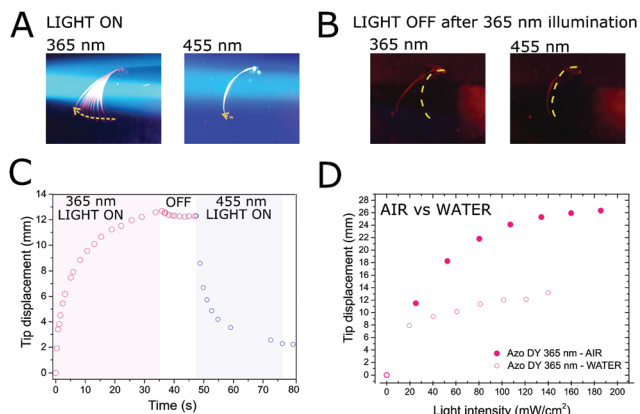 A
LIGHT ON
365 nm
455 nm
B
LIGHT OFF after 365 nm illumination
365 nm
455 nm
C
Tip displacement (mm)
14
12
10
8
6
4
2
0
365 nm
LIGHT ON
OFF
455 nm
LIGHT ON
0 10 20 30 40 50 60 70 80
Time (s)
D
Tip displacement (mm)
28
26
24
22
20
18
16
14
12
10
8
6
4
2
0
AIR vs WATER
Azo DY 365 nm - AIR
Azo DY 365 nm - WATER
0 20 40 60 80 100 120 140 160 180 200
Light intensity (mW/cm²)